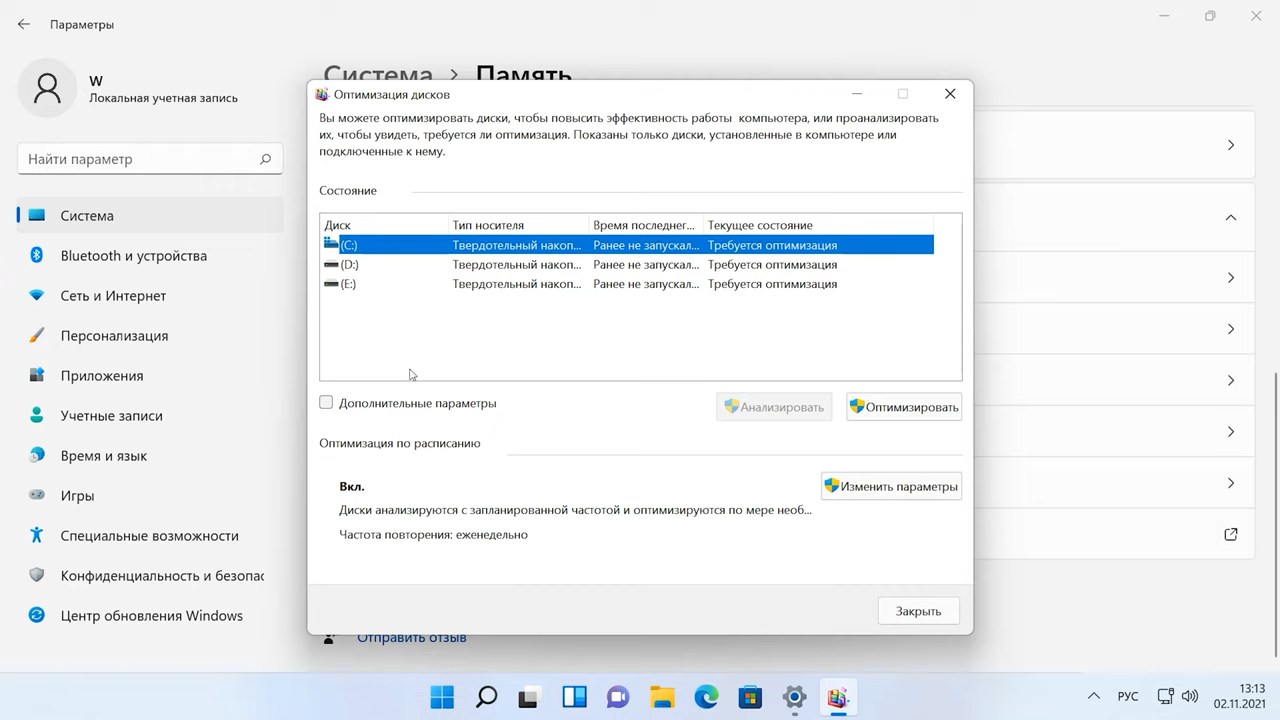 Параметры
W
Локальная учетная запись
Найти параметр
Система
Bluetooth и устройства
Сеть и Интернет
Персонализация
Приложения
Учетные записи
Время и язык
Игры
Специальные возможности
Конфиденциальность и безопас
Центр обновления Windows
Система > Память
Оптимизация дисков
Вы можете оптимизировать диски, чтобы повысить эффективность работы компьютера, или проанализировать
их, чтобы увидеть, требуется ли оптимизация. Показаны только диски, установленные в компьютере или
подключенные к нему.
Состояние
Диск Тип носителя Время последнег... Текущее состояние
(C:) Твердотельный накоп... Ранее не запускал... Требуется оптимизация
(D:) Твердотельный накоп... Ранее не запускал... Требуется оптимизация
(E:) Твердотельный накоп... Ранее не запускал... Требуется оптимизация
Дополнительные параметры
Анализировать
Оптимизировать
Оптимизация по расписанию
Вкл.
Изменить параметры
Диски анализируются с запланированной частотой и оптимизируются по мере необ...
Частота повторения: еженедельно
Закрыть
Отправить отзыв
РУС
13:13
02.11.2021